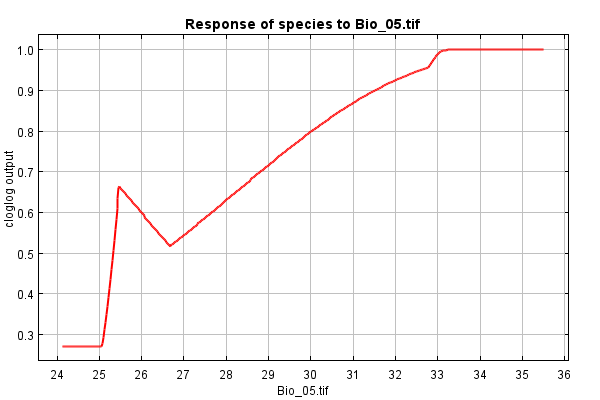 Response of species to Bio_05.tif
cloglog output
1.0
0.9
0.8
0.7
0.6
0.5
0.4
0.3
24 25 26 27 28 29 30 31 32 33 34 35 36
Bio_05.tif